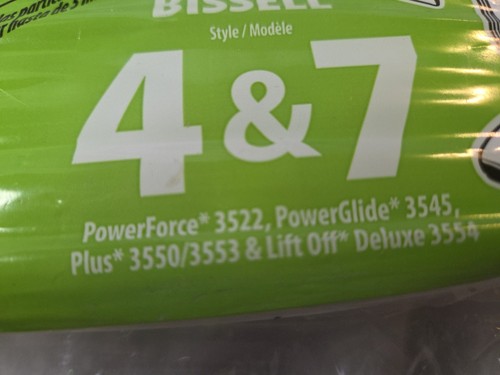 BISSELL
Style / Modèle
4 & 7
PowerForce* 3522, PowerGlide* 3545,
Plus* 3550/3553 & Lift Off* Deluxe 3554